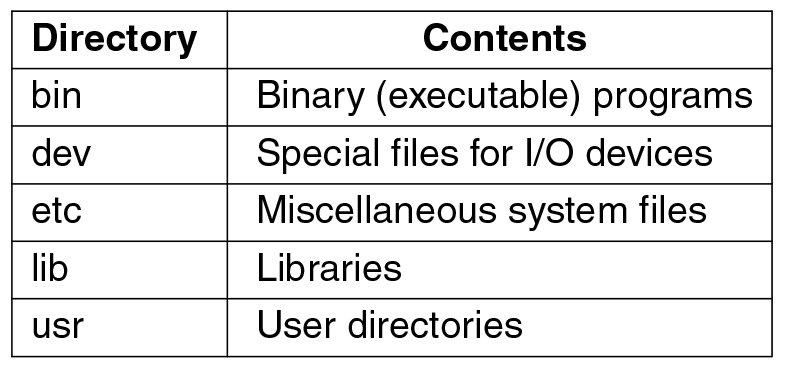 Directory Contents
bin Binary (executable) programs
dev Special files for I/O devices
etc Miscellaneous system files
lib Libraries
usr User directories